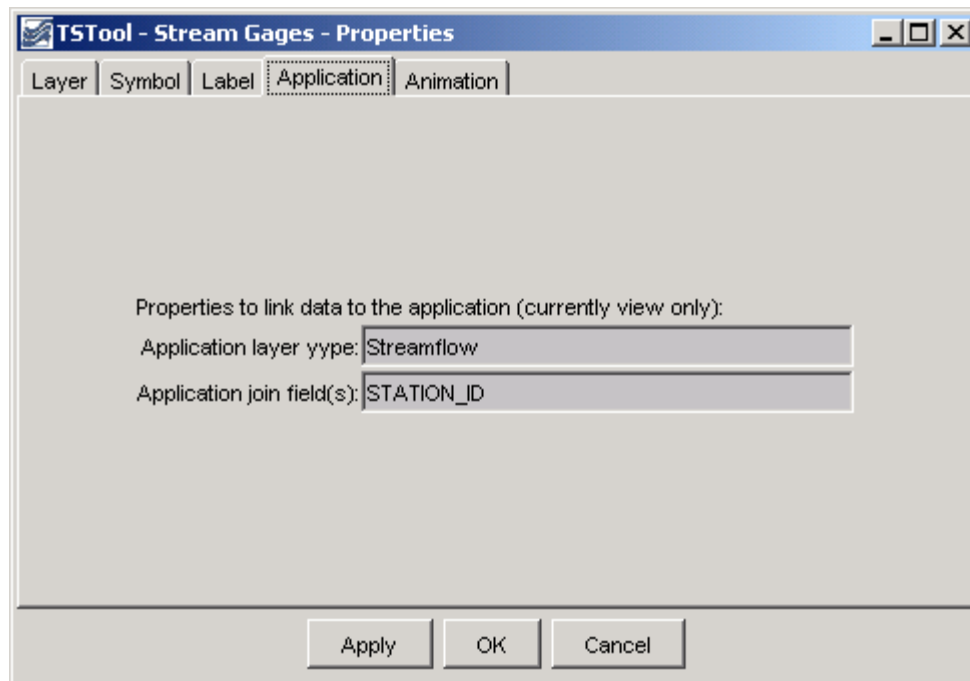 TSTool - Stream Gages - Properties
Layer Symbol Label Application Animation
Properties to link data to the application (currently view only):
Application layer yype: Streamflow
Application join field(s): STATION_ID
Apply OK Cancel